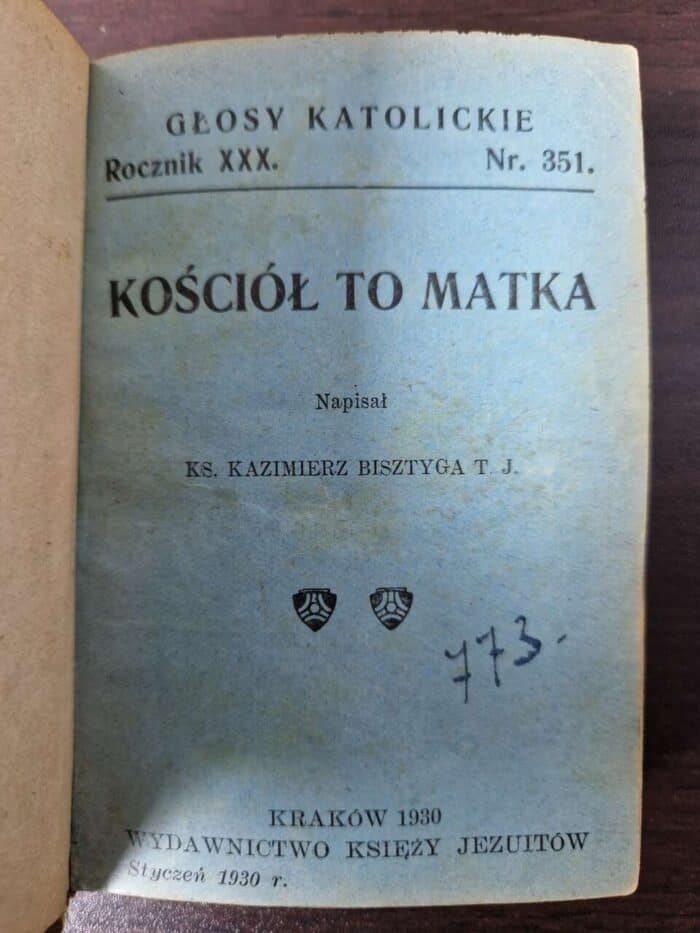 GŁOSY KATOLICKIE
Rocznik XXX. Nr. 351.
KOŚCIÓŁ TO MATKA
Napisał
KS. KAZIMIERZ BISZTYGA T. J.
773.
KRAKÓW 1930
WYDAWNICTWO KSIĘŻY JEZUITÓW
Styczeń 1930 r.